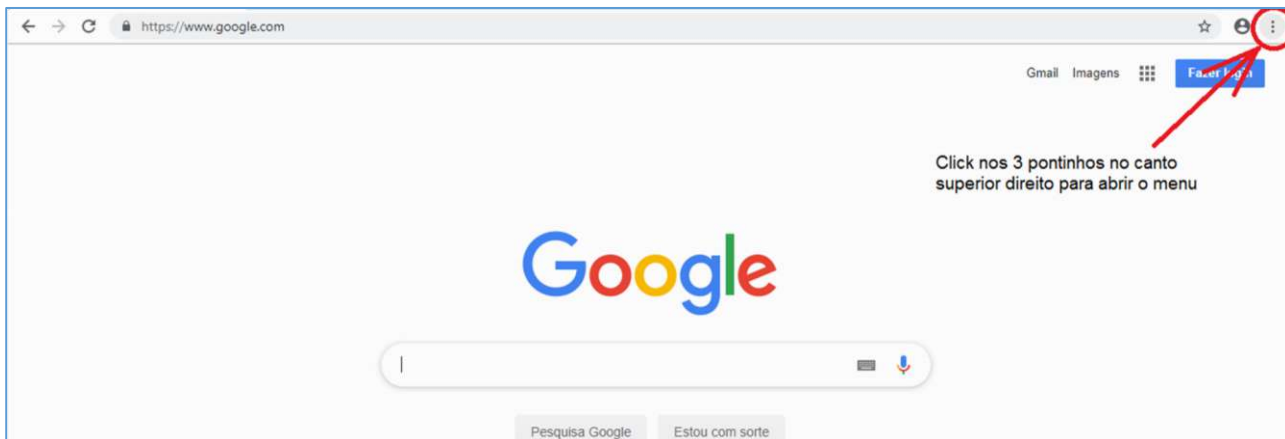 https://www.google.com
Gmail Imagens Fazer login
Click nos 3 pontinhos no canto
superior direito para abrir o menu
Google
Pesquisa Google Estou com sorte